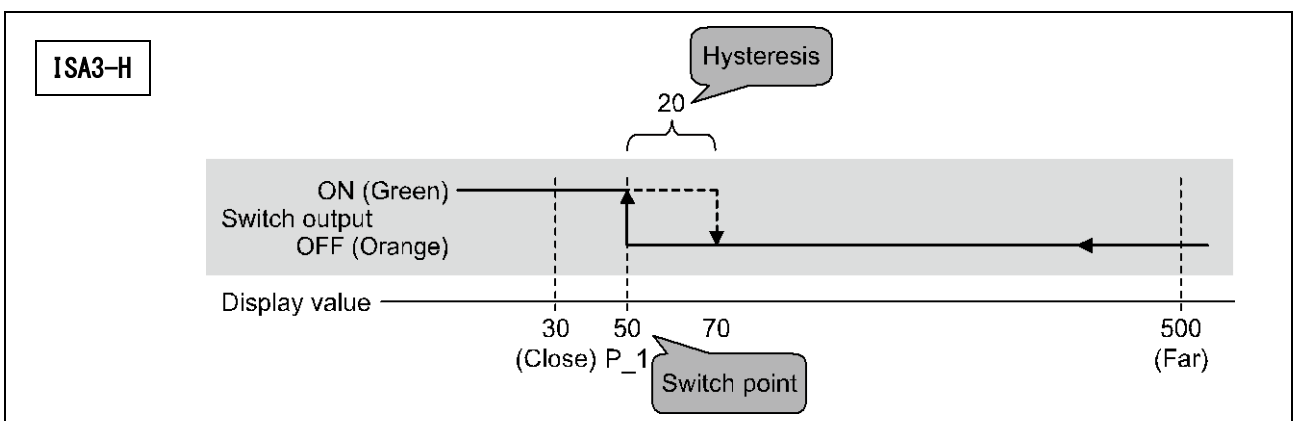 ISA3-H
Hysteresis
20
ON (Green)
Switch output
OFF (Orange)
Display value
30 50 70 500
(Close) P_1 (Far)
Switch point